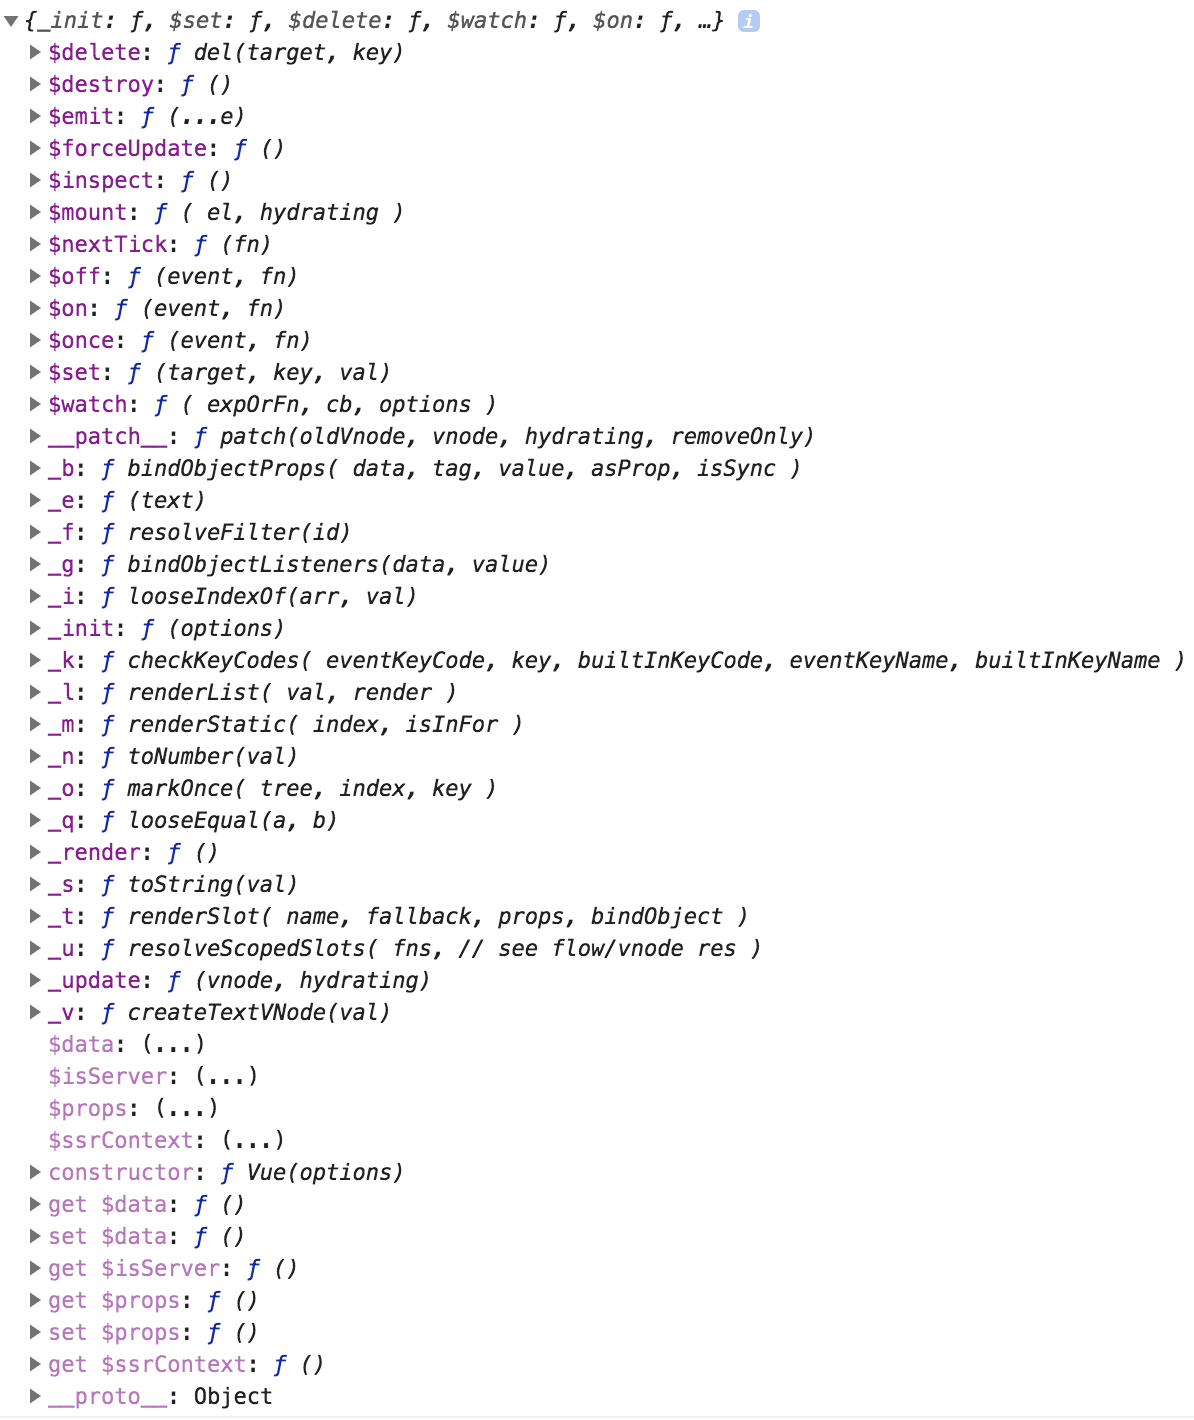 {_init: ƒ, $set: ƒ, $delete: ƒ, $watch: ƒ, $on: ƒ, …} i
$delete: ƒ del(target, key)
$destroy: ƒ ()
$emit: ƒ (...e)
$forceUpdate: ƒ ()
$inspect: ƒ ()
$mount: ƒ ( el, hydrating )
$nextTick: ƒ (fn)
$off: ƒ (event, fn)
$on: ƒ (event, fn)
$once: ƒ (event, fn)
$set: ƒ (target, key, val)
$watch: ƒ ( expOrFn, cb, options )
__patch__: ƒ patch(oldVnode, vnode, hydrating, removeOnly)
_b: ƒ bindObjectProps( data, tag, value, asProp, isSync )
_e: ƒ (text)
_f: ƒ resolveFilter(id)
_g: ƒ bindObjectListeners(data, value)
_i: ƒ looseIndexOf(arr, val)
_init: ƒ (options)
_k: ƒ checkKeyCodes( eventKeyCode, key, builtInKeyCode, eventKeyName, builtInKeyName )
_l: ƒ renderList( val, render )
_m: ƒ renderStatic( index, isInFor )
_n: ƒ toNumber(val)
_o: ƒ markOnce( tree, index, key )
_q: ƒ looseEqual(a, b)
_render: ƒ ()
_s: ƒ toString(val)
_t: ƒ renderSlot( name, fallback, props, bindObject )
_u: ƒ resolveScopedSlots( fns, // see flow/vnode res )
_update: ƒ (vnode, hydrating)
_v: ƒ createTextVNode(val)
$data: (...)
$isServer: (...)
$props: (...)
$ssrContext: (...)
constructor: ƒ Vue(options)
get $data: ƒ ()
set $data: ƒ ()
get $isServer: ƒ ()
get $props: ƒ ()
set $props: ƒ ()
get $ssrContext: ƒ ()
__proto__: Object